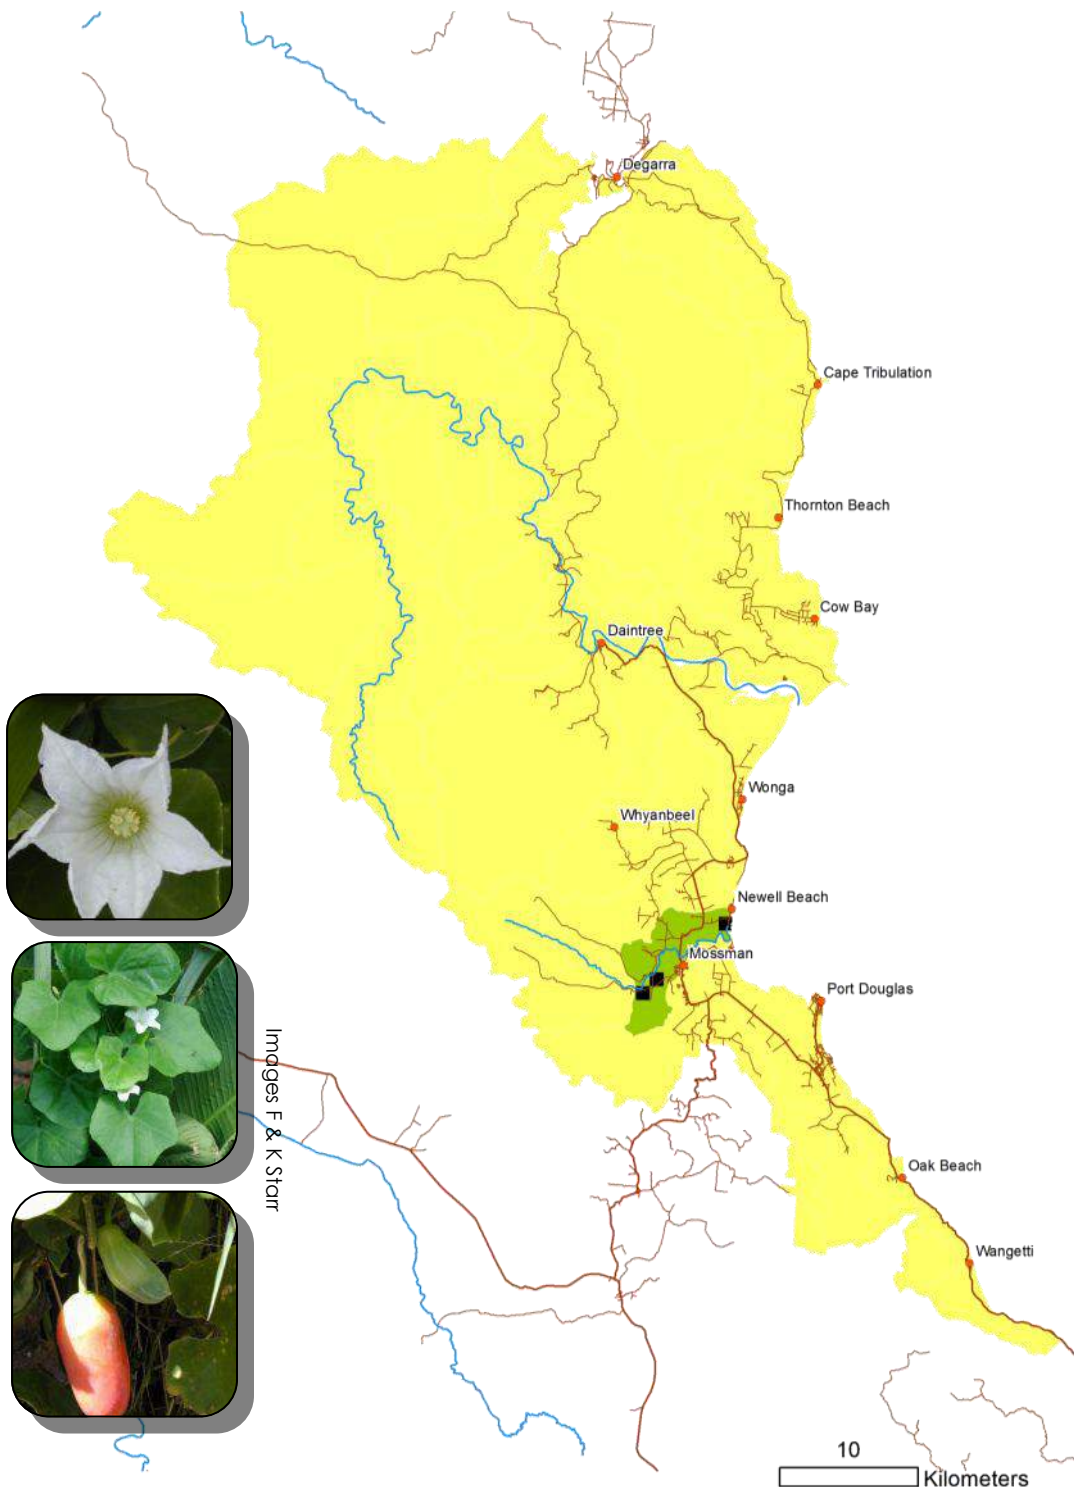 Degarra
Cape Tribulation
Thornton Beach
Cow Bay
Daintree
Wonga
Whyanbeel
Newell Beach
Mossman
Port Douglas
Oak Beach
Wangetti
Images F & K Starr
10
Kilometers